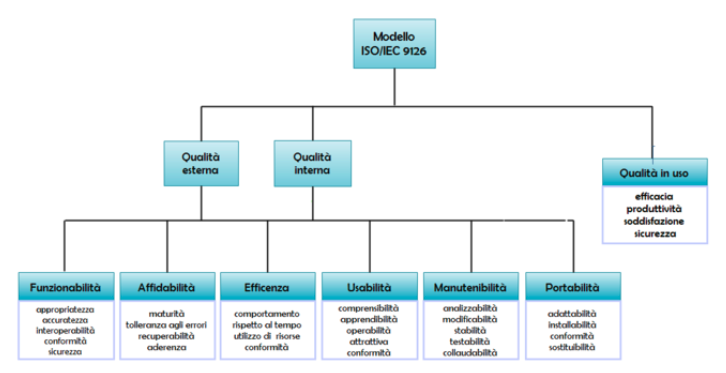 Modello
ISO/IEC 9126
Qualità
esterna
Qualità
interna
Qualità in uso
efficacia
produttività
soddisfazione
sicurezza
Funzionabilità
appropriatezza
accuratezza
interoperabilità
conformità
sicurezza
Affidabilità
maturità
tolleranza agli errori
recuperabilità
aderenza
Efficenza
comportamento
rispetto al tempo
utilizzo di risorse
conformità
Usabilità
comprensibilità
apprendibilità
operabilità
attrattiva
conformità
Manutenibilità
analizzabilità
modificabilità
stabilità
testabilità
collaudabilità
Portabilità
adattabilità
installabilità
conformità
sostituibilità